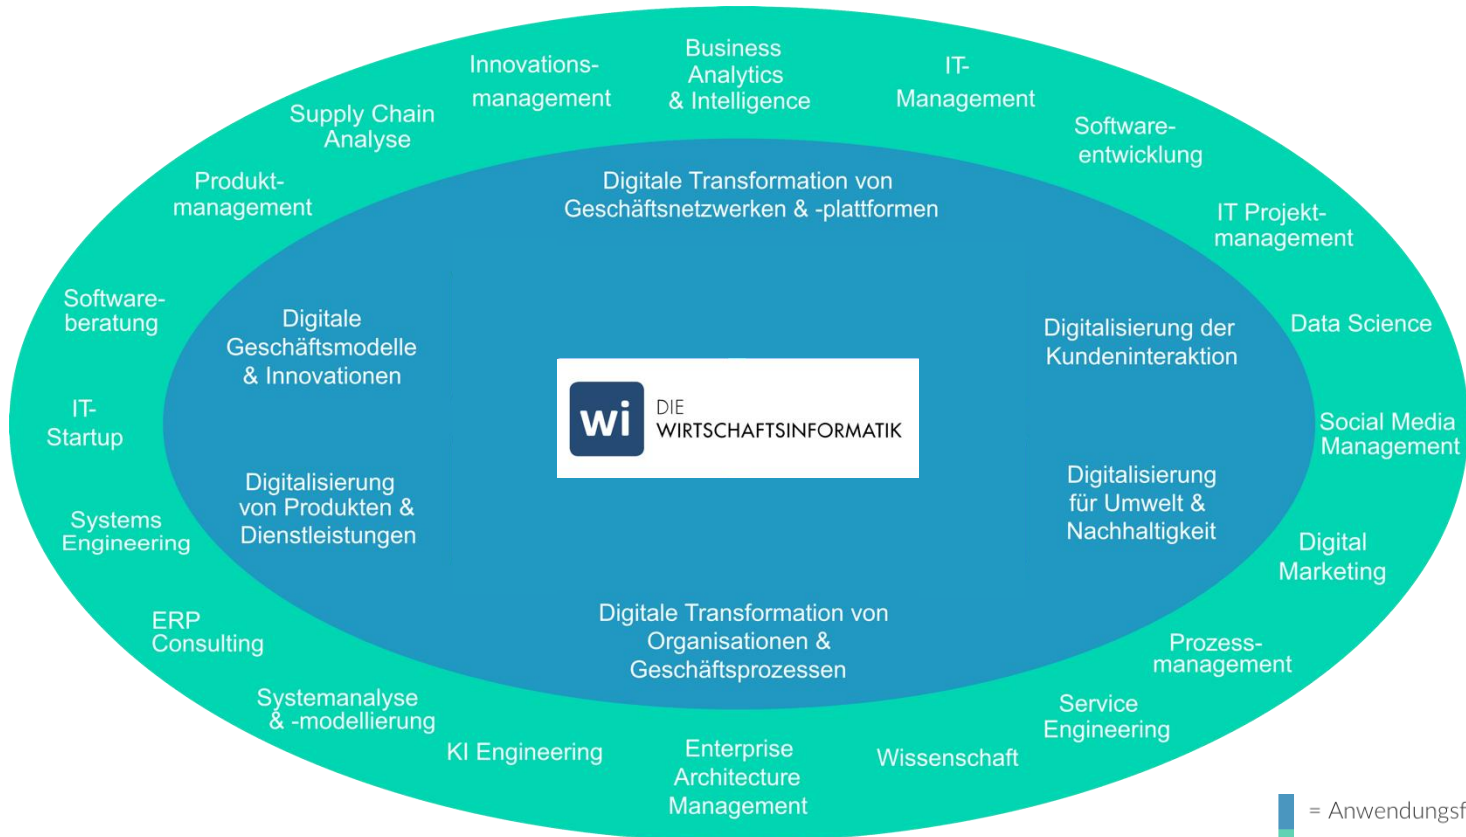 Business
Analytics
& Intelligence
Innovations-
management
IT-
Management
Supply Chain
Analyse
Software-
entwicklung
Produkt-
management
Digitale Transformation von
Geschäftsnetzwerken & -plattformen
IT Projekt-
management
Software-
beratung
Digitale
Geschäftsmodelle
& Innovationen
Digitalisierung der
Kundeninteraktion
Data Science
IT-
Startup
wi
DIE
WIRTSCHAFTSINFORMATIK
Social Media
Management
Digitalisierung
von Produkten &
Dienstleistungen
Digitalisierung
für Umwelt &
Nachhaltigkeit
Systems
Engineering
Digital
Marketing
ERP
Consulting
Digitale Transformation von
Organisationen &
Geschäftsprozessen
Prozess-
management
Systemanalyse
& -modellierung
Service
Engineering
KI Engineering
Enterprise
Architecture
Management
Wissenschaft
= Anwendungsf